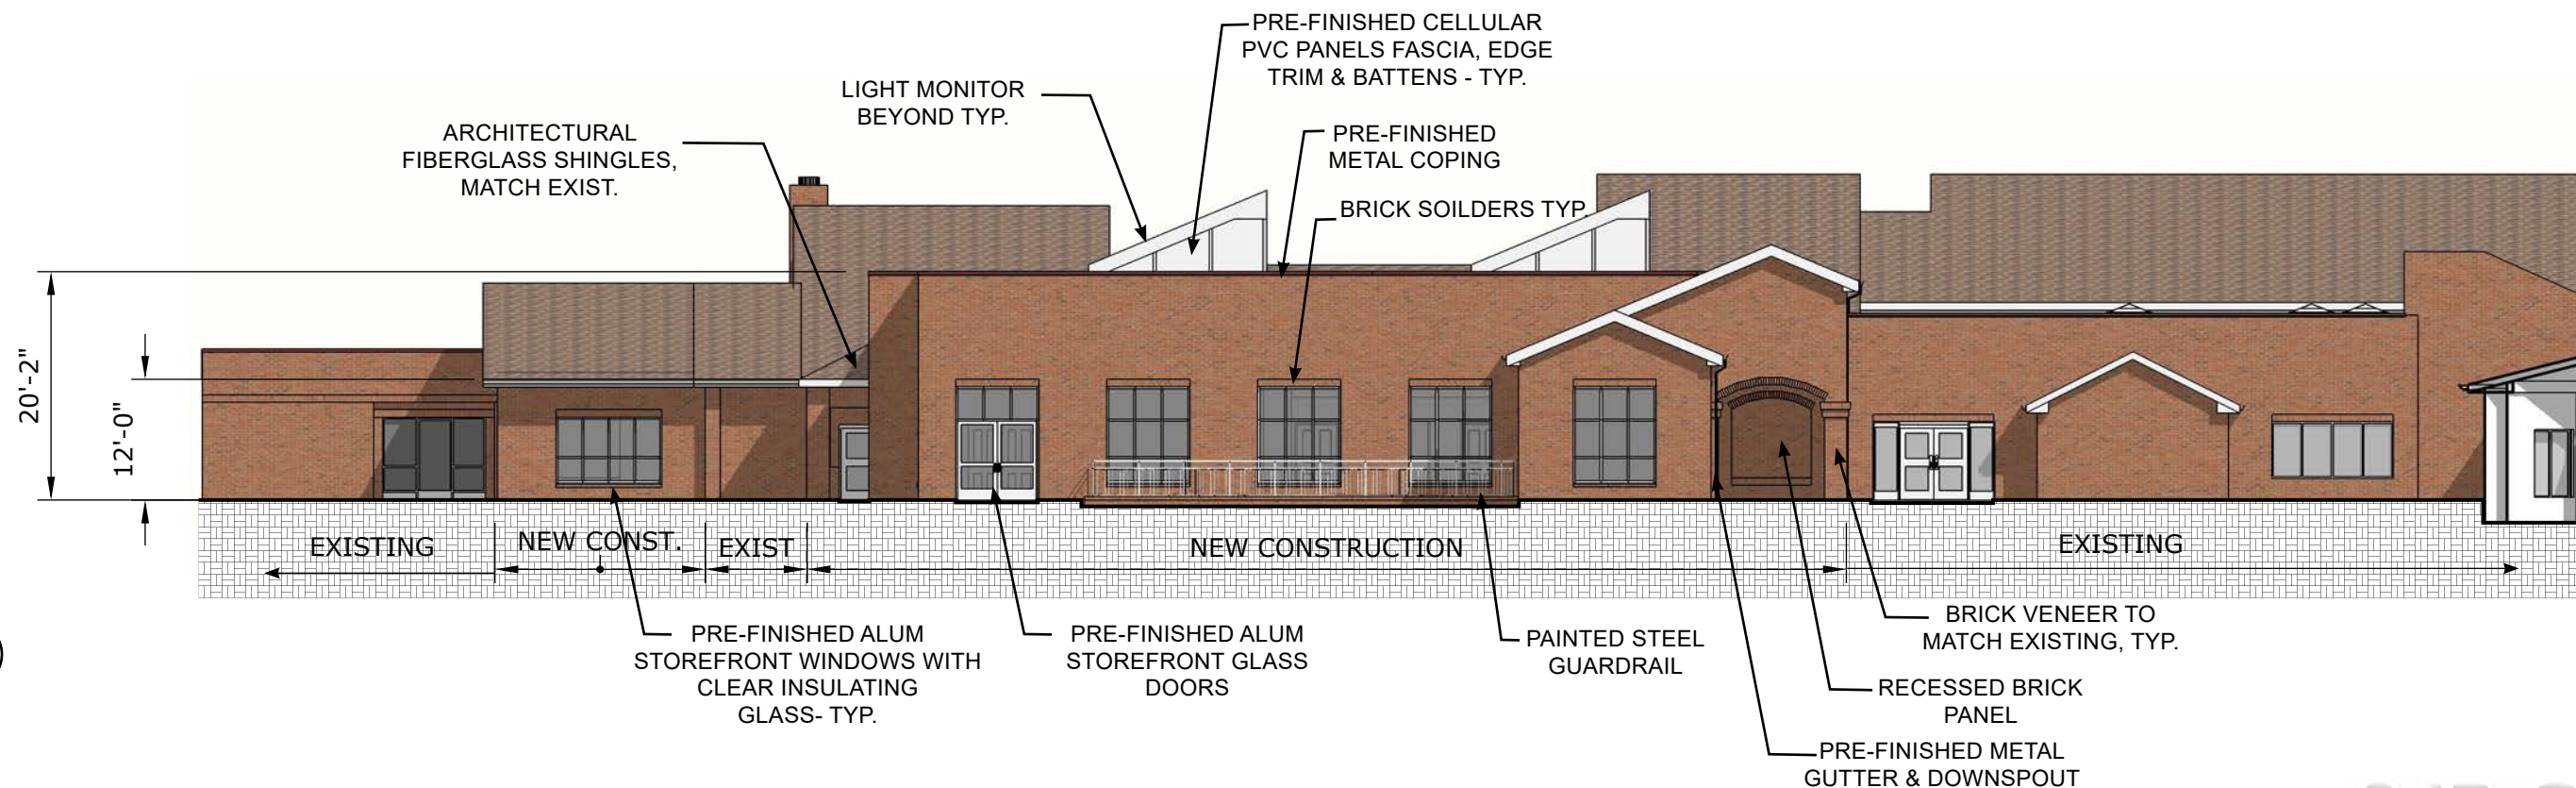 PRE-FINISHED CELLULAR
PVC PANELS FASCIA, EDGE
TRIM & BATTENS - TYP.
LIGHT MONITOR
BEYOND TYP.
ARCHITECTURAL
FIBERGLASS SHINGLES,
MATCH EXIST.
PRE-FINISHED
METAL COPING
BRICK SOILDERS TYP.
20'-2"
12'-0"
EXISTING
NEW CONST.
EXIST
NEW CONSTRUCTION
EXISTING
PRE-FINISHED ALUM
STOREFRONT WINDOWS WITH
CLEAR INSULATING
GLASS- TYP.
PRE-FINISHED ALUM
STOREFRONT GLASS
DOORS
PAINTED STEEL
GUARDRAIL
BRICK VENEER TO
MATCH EXISTING, TYP.
RECESSED BRICK
PANEL
PRE-FINISHED METAL
GUTTER & DOWNSPOUT